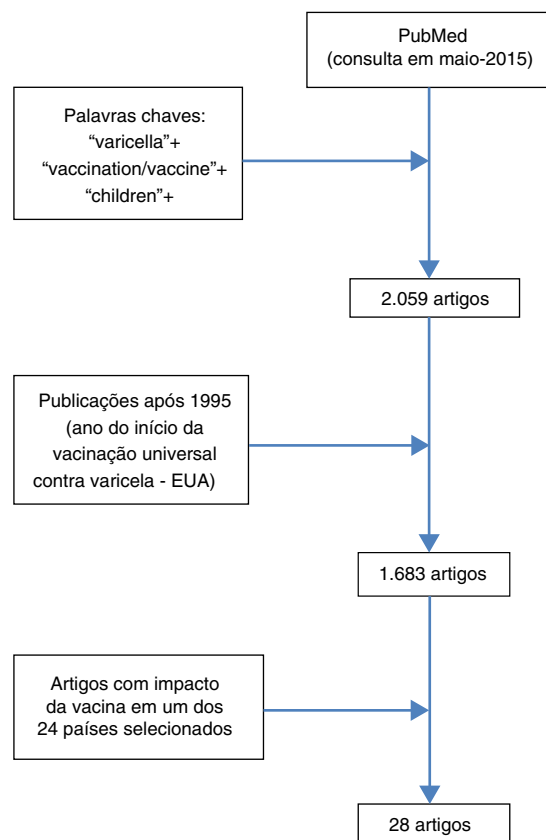 PubMed
(consulta em maio-2015)
Palavras chaves:
“varicella”+
“vaccination/vaccine”+
“children”+
2.059 artigos
Publicações após 1995
(ano do início da
vacinação universal
contra varicela - EUA)
1.683 artigos
Artigos com impacto
da vacina em um dos
24 países selecionados
28 artigos